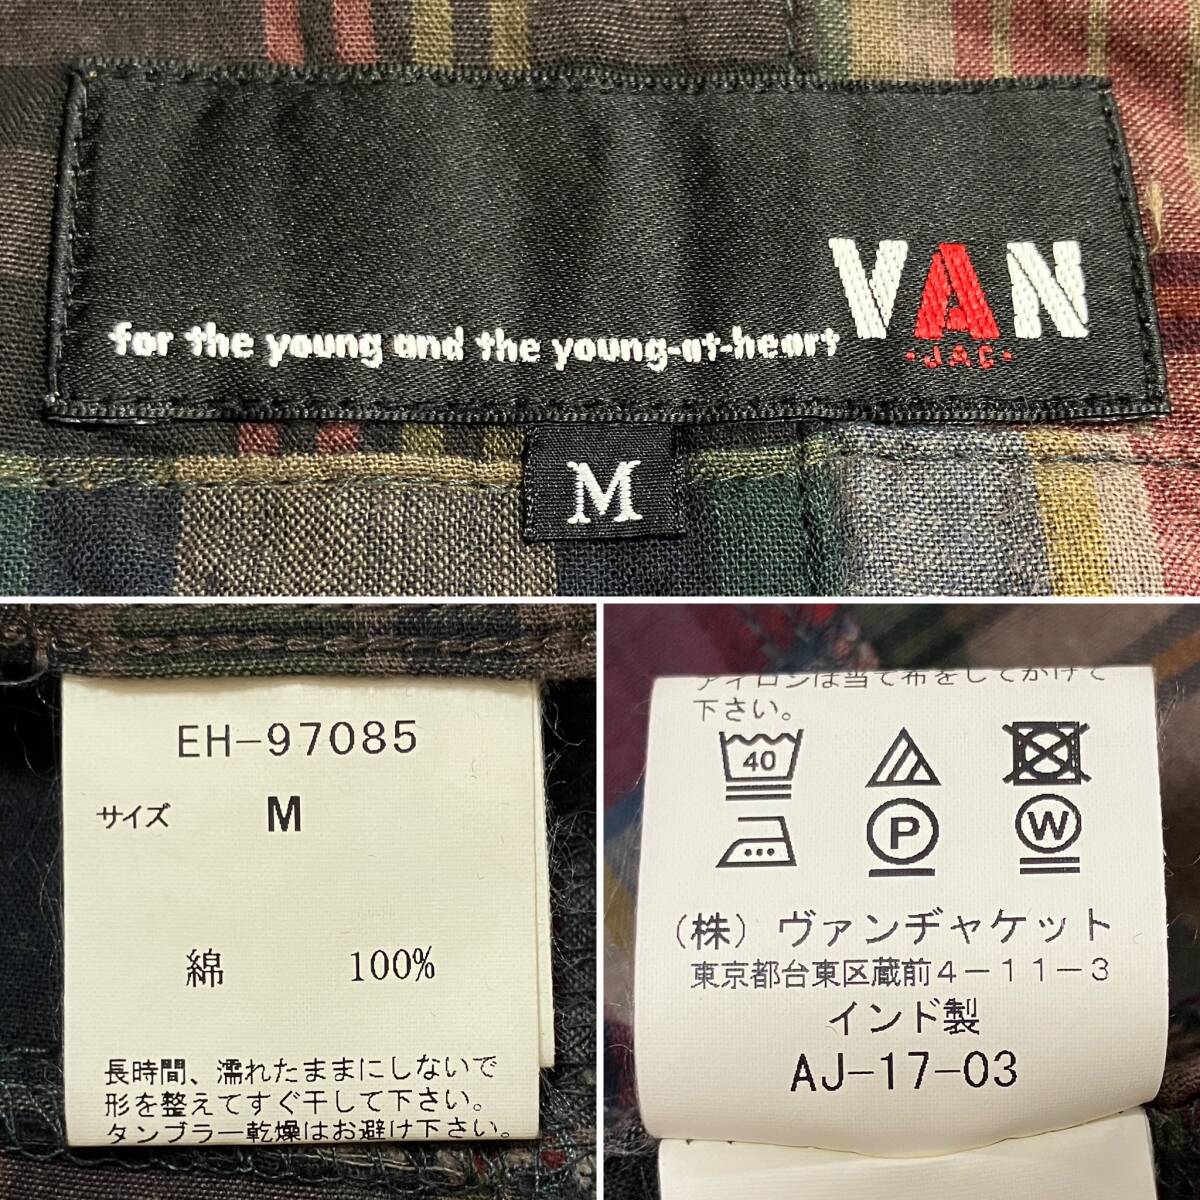 for the young and the young-at-heart
VAN
·JAC·
M
EH-97085
サイズ M
綿 100%
長時間、濡れたままにしないで
形を整えてすぐ干して下さい。
タンブラー乾燥はお避け下さい。
アイロンは当て布をしてかけて
下さい。
40
P
W
(株) ヴァンヂャケット
東京都台東区蔵前4-11-3
インド製
AJ-17-03